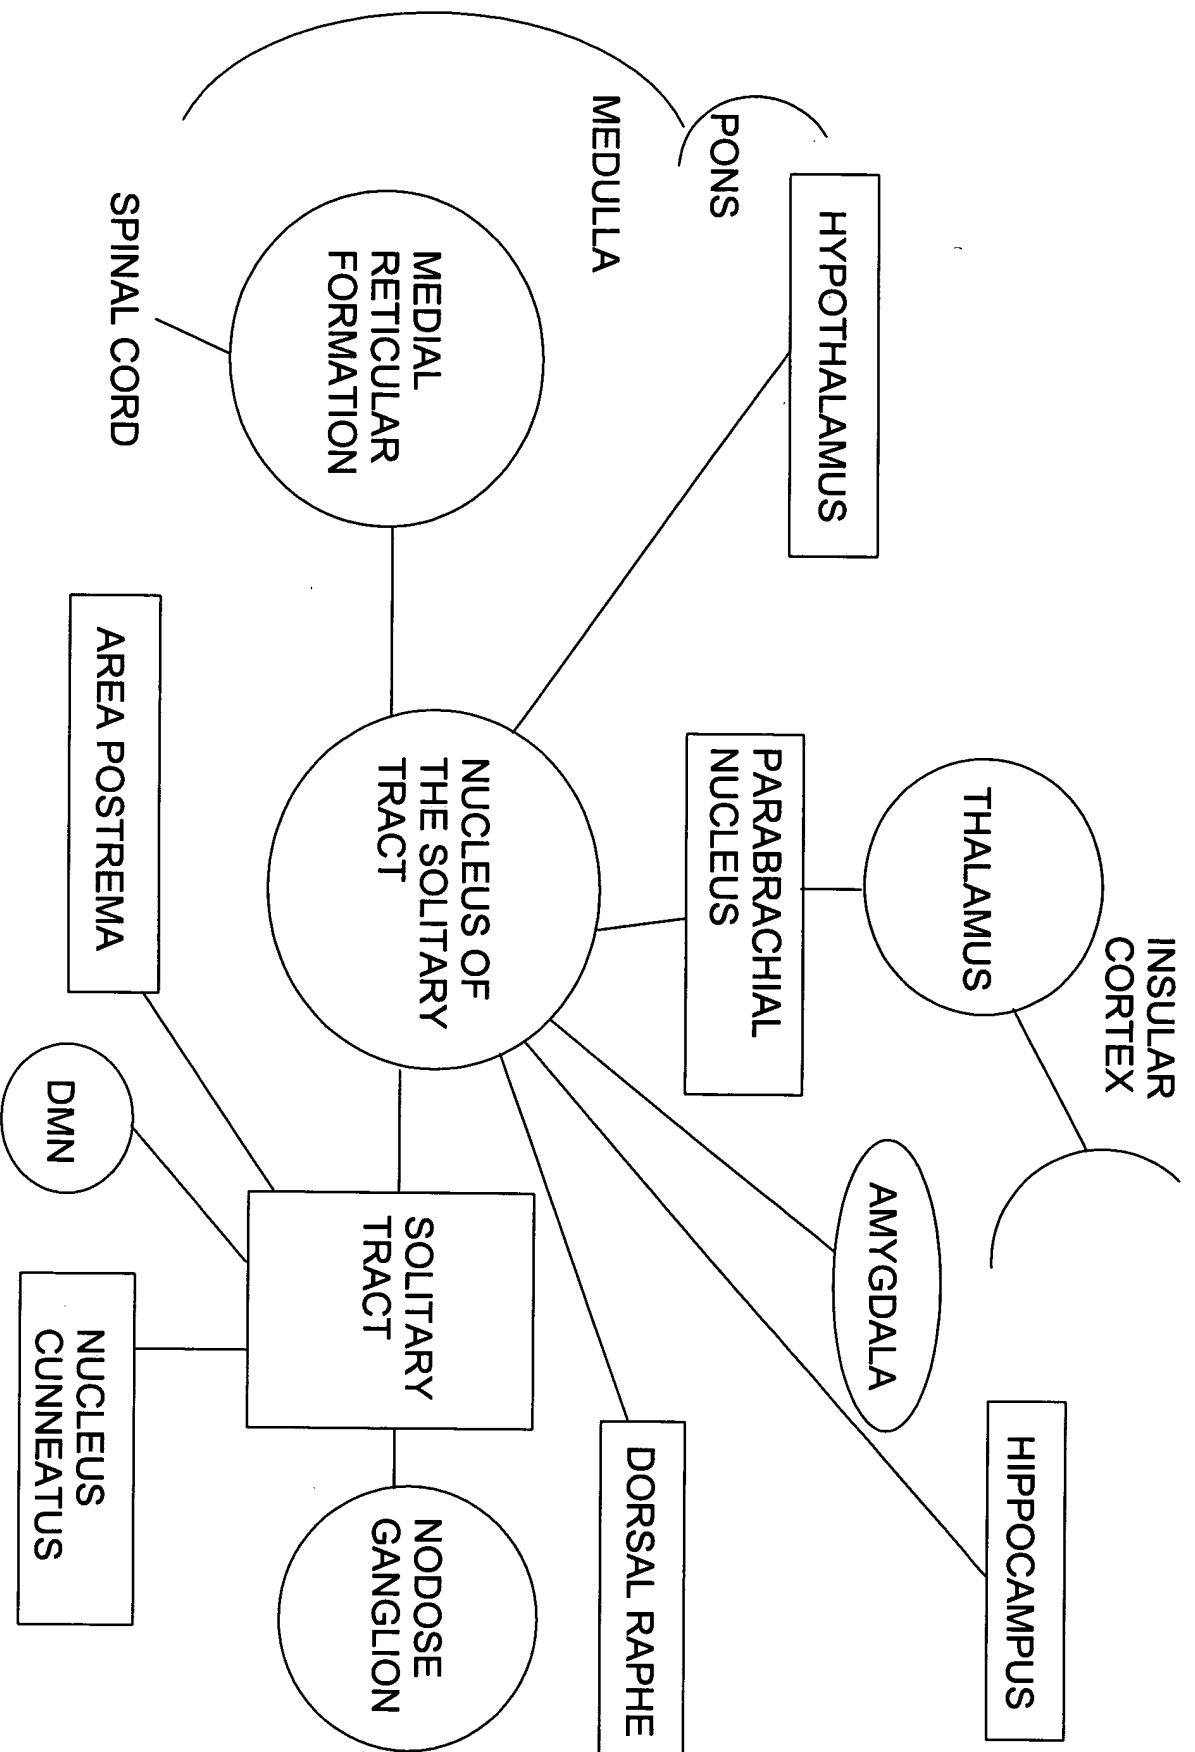 INSULAR
CORTEX
THALAMUS
HIPPOCAMPUS
AMYGDALA
HYPOTHALAMUS
PARABRACHIAL
NUCLEUS
PONS
DORSAL RAPHE
MEDULLA
NUCLEUS OF
THE SOLITARY
TRACT
MEDIAL
RETICULAR
FORMATION
SOLITARY
TRACT
NODOSE
GANGLION
SPINAL CORD
AREA POSTREMA
DMN
NUCLEUS
CUNNEATUS